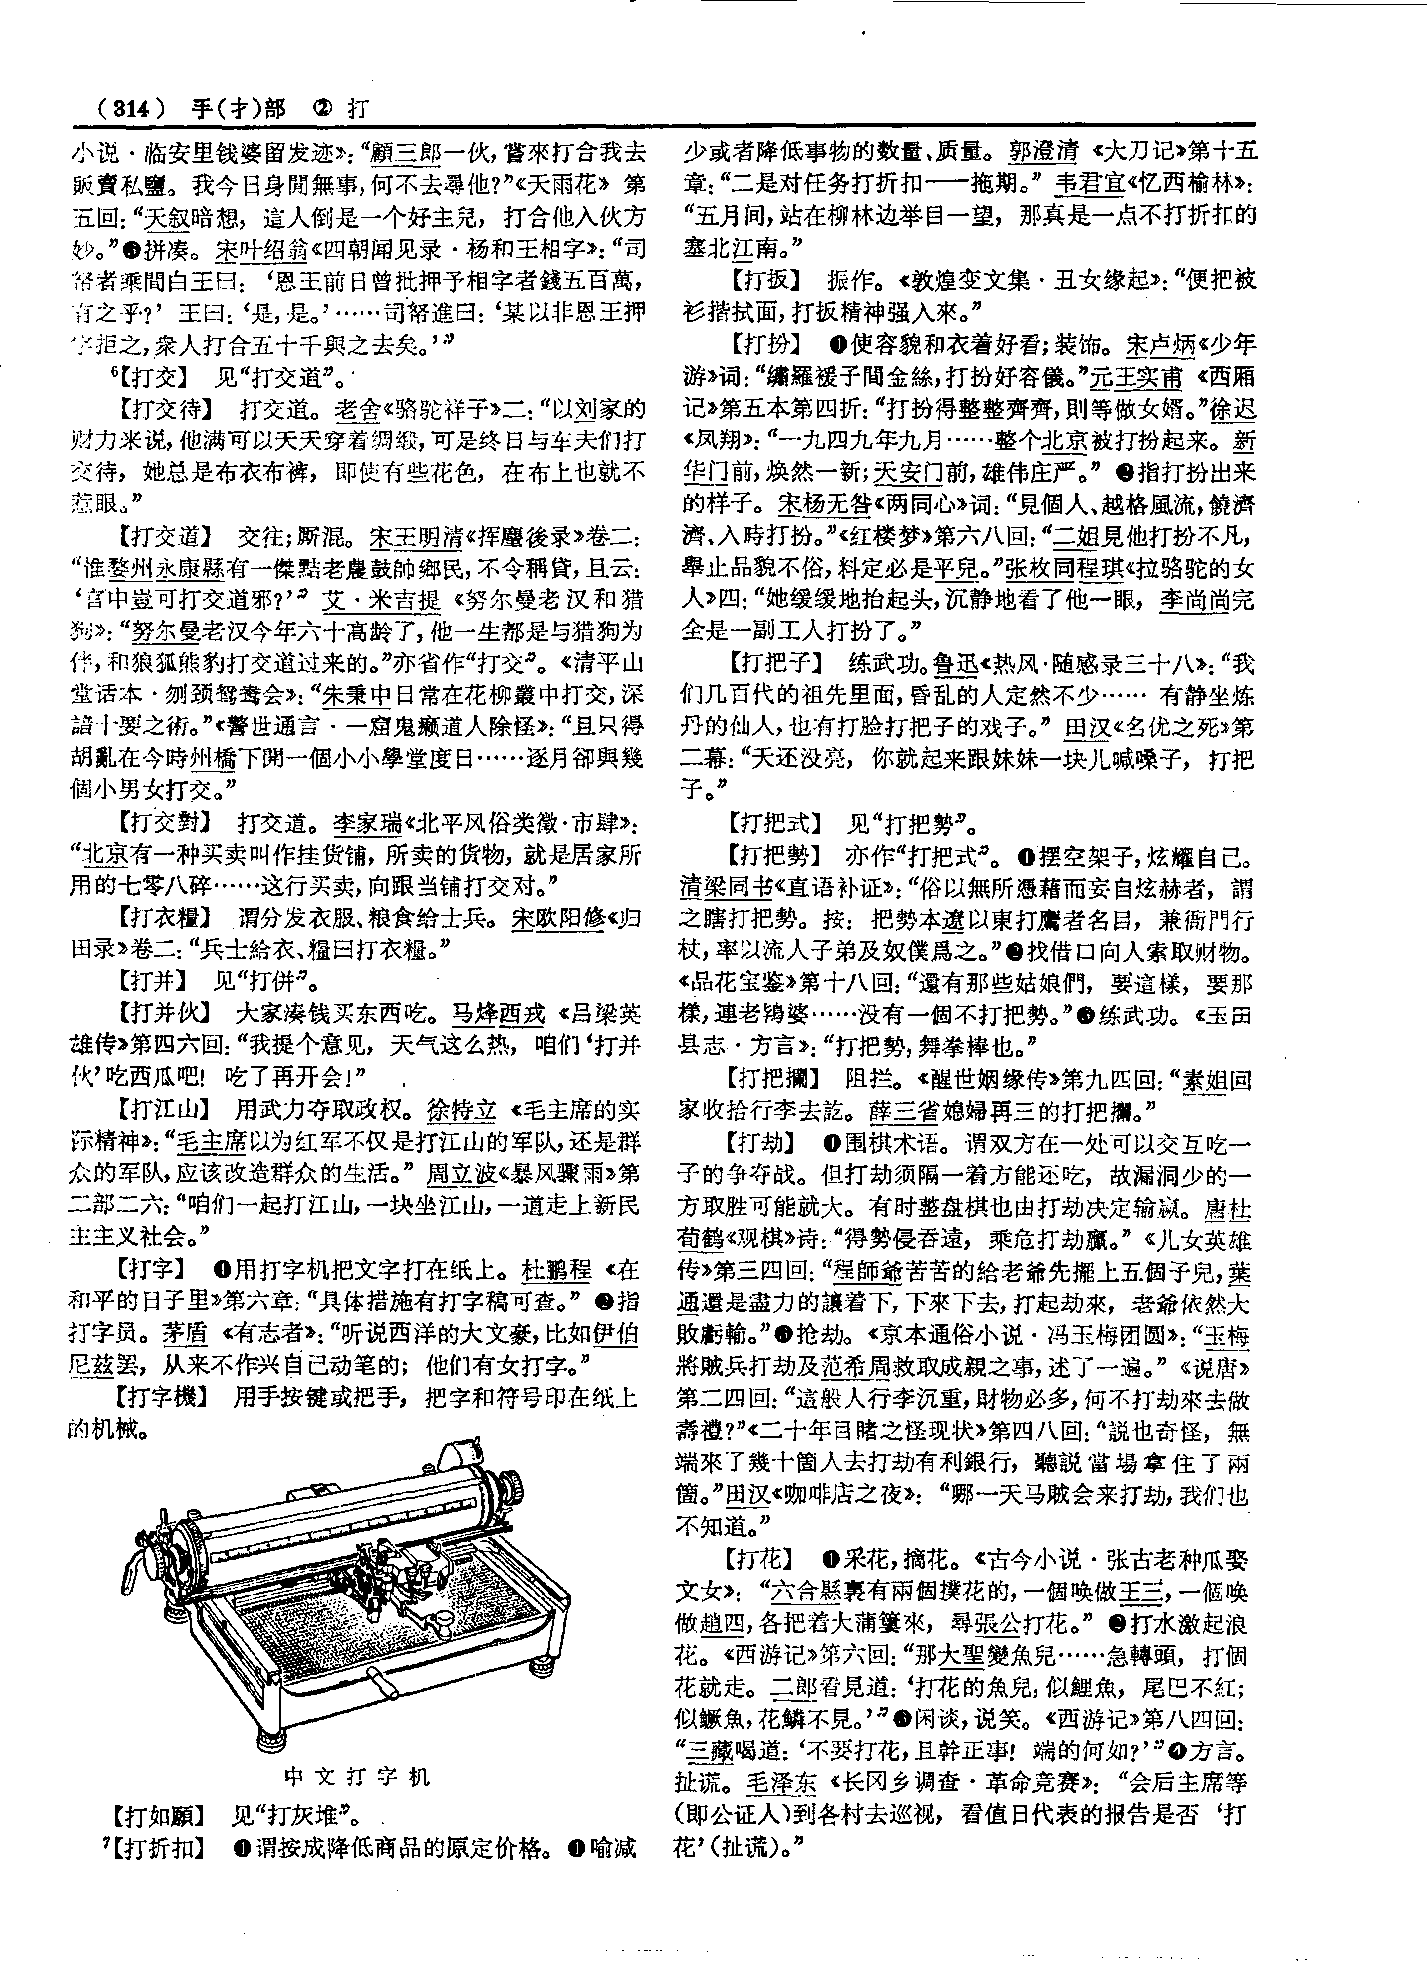 (314) 手(扌)部 ② 打
小说·临安里钱婆留发迹》：“顧三郎一伙，嘗來打合我去
販賣私鹽。我今日身閒無事，何不去尋他？”《天雨花》第
五回：“天叙暗想，這人倒是一个好主兒，打合他入伙方
妙。”❸拼凑。宋叶绍翁《四朝闻见录·杨和王相字》：“司
帑者乘間白王曰：‘恩王前日曾批押予相字者錢五百萬，
有之乎？’王曰：‘是，是。’……司帑進曰：‘某以非恩王押
字拒之，衆人打合五十千與之去矣。’”
⁶【打交】 见“打交道”。
【打交待】 打交道。老舍《骆驼祥子》二：“以刘家的
财力来说，他满可以天天穿着绸缎，可是终日与车夫们打
交待，她总是布衣布裤，即使有些花色，在布上也就不
惹眼。”
【打交道】 交往；厮混。宋王明清《挥麈後录》卷二：
“惟婺州永康縣有一傑黠老農鼓帥鄉民，不令稱貸，且云：
‘官中豈可打交道邪？’” 艾·米吉提《努尔曼老汉和猎
狗》：“努尔曼老汉今年六十高龄了，他一生都是与猎狗为
伴，和狼狐熊豹打交道过来的。”亦省作“打交”。《清平山
堂话本·刎颈鸳鸯会》：“朱秉中日常在花柳叢中打交，深
諳十要之術。”《警世通言·一窟鬼癞道人除怪》：“且只得
胡亂在今時州橋下開一個小小學堂度日……逐月卻與幾
個小男女打交。”
【打交對】 打交道。李家瑞《北平风俗类徵·市肆》：
“北京有一种买卖叫作挂货铺，所卖的货物，就是居家所
用的七零八碎……这行买卖，向跟当铺打交对。”
【打衣糧】 谓分发衣服、粮食给士兵。宋欧阳修《归
田录》卷二：“兵士給衣、糧曰打衣糧。”
【打并】 见“打併”。
【打并伙】 大家凑钱买东西吃。马烽西戎《吕梁英
雄传》第四六回：“我提个意见，天气这么热，咱们‘打并
伙’吃西瓜吧！吃了再开会！”
【打江山】 用武力夺取政权。徐特立《毛主席的实
际精神》：“毛主席以为红军不仅是打江山的军队，还是群
众的军队，应该改造群众的生活。” 周立波《暴风骤雨》第
二部二六：“咱们一起打江山，一块坐江山，一道走上新民
主主义社会。”
【打字】 ❶用打字机把文字打在纸上。杜鹏程《在
和平的日子里》第六章：“具体措施有打字稿可查。” ❷指
打字员。茅盾《有志者》：“听说西洋的大文豪，比如伊伯
尼兹罢，从来不作兴自己动笔的；他们有女打字。”
【打字機】 用手按键或把手，把字和符号印在纸上
的机械。
中文打字机
【打如願】 见“打灰堆”。
⁷【打折扣】 ❶谓按成降低商品的原定价格。❶喻减
少或者降低事物的数量、质量。郭澄清《大刀记》第十五
章：“二是对任务打折扣——拖期。” 韦君宜《忆西榆林》：
“五月间，站在柳林边举目一望，那真是一点不打折扣的
塞北江南。”
【打扳】 振作。《敦煌变文集·丑女缘起》：“便把被
衫揩拭面，打扳精神强入來。”
【打扮】 ❶使容貌和衣着好看；装饰。宋卢炳《少年
游》词：“繡羅褑子間金絲，打扮好容儀。”元王实甫《西厢
记》第五本第四折：“打扮得整整齊齊，則等做女婿。”徐迟
《凤翔》：“一九四九年九月……整个北京被打扮起来。新
华门前，焕然一新；天安门前，雄伟庄严。” ❷指打扮出来
的样子。宋杨无咎《两同心》词：“見個人、越格風流，饒濟
濟、入時打扮。”《红楼梦》第六八回：“二姐見他打扮不凡，
舉止品貌不俗，料定必是平兒。”张枚同程琪《拉骆驼的女
人》四：“她缓缓地抬起头，沉静地看了他一眼，李尚尚完
全是一副工人打扮了。”
【打把子】 练武功。鲁迅《热风·随感录三十八》：“我
们几百代的祖先里面，昏乱的人定然不少……有静坐炼
丹的仙人，也有打脸打把子的戏子。” 田汉《名优之死》第
二幕：“天还没亮，你就起来跟妹妹一块儿喊嗓子，打把
子。”
【打把式】 见“打把勢”。
【打把勢】 亦作“打把式”。❶摆空架子，炫耀自己。
清梁同书《直语补证》：“俗以無所憑藉而妄自炫赫者，謂
之瞎打把勢。按：把勢本遼以東打鷹者名目，兼衙門行
杖，率以流人子弟及奴僕爲之。”❷找借口向人索取财物。
《品花宝鉴》第十八回：“還有那些姑娘們，要這樣，要那
樣，連老鴇婆……没有一個不打把勢。”❸练武功。《玉田
县志·方言》：“打把勢，舞拳棒也。”
【打把攔】 阻拦。《醒世姻缘传》第九四回：“素姐回
家收拾行李去訖。薛三省媳婦再三的打把攔。”
【打劫】 ❶围棋术语。谓双方在一处可以交互吃一
子的争夺战。但打劫须隔一着方能还吃，故漏洞少的一
方取胜可能就大。有时整盘棋也由打劫决定输赢。唐杜
荀鹤《观棋》诗：“得勢侵吞遠，乘危打劫贏。”《儿女英雄
传》第三四回：“程師爺苦苦的給老爺先擺上五個子兒，葉
通還是盡力的讓着下，下來下去，打起劫來，老爺依然大
敗虧輸。”❷抢劫。《京本通俗小说·冯玉梅团圆》：“玉梅
將賊兵打劫及范希周救取成親之事，述了一遍。”《说唐》
第二四回：“這般人行李沉重，財物必多，何不打劫來去做
壽禮？”《二十年目睹之怪现状》第四八回：“説也奇怪，無
端來了幾十箇人去打劫有利銀行，聽説當場拿住了兩
箇。”田汉《咖啡店之夜》：“哪一天马贼会来打劫，我们也
不知道。”
【打花】 ❶采花，摘花。《古今小说·张古老种瓜娶
文女》：“六合縣裏有兩個撲花的，一個唤做王三，一個唤
做趙四，各把着大蒲簍來，尋張公打花。” ❷打水激起浪
花。《西游记》第六回：“那大聖變魚兒……急轉頭，打個
花就走。二郎看見道：‘打花的魚兒，似鯉魚，尾巴不紅；
似鱖魚，花鱗不見。’”❸闲谈，说笑。《西游记》第八四回：
“三藏喝道：‘不要打花，且幹正事！端的何如？’”❹方言。
扯谎。毛泽东《长冈乡调查·革命竞赛》：“会后主席等
(即公证人)到各村去巡视，看值日代表的报告是否‘打
花’(扯谎)。”